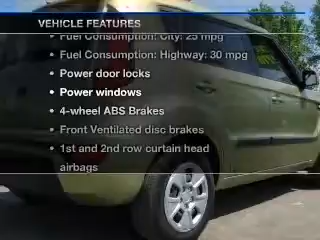 VEHICLE FEATURES
Fuel Consumption: City: 25 mpg
Fuel Consumption: Highway: 30 mpg
Power door locks
Power windows
4-wheel ABS Brakes
Front Ventilated disc brakes
1st and 2nd row curtain head
airbags